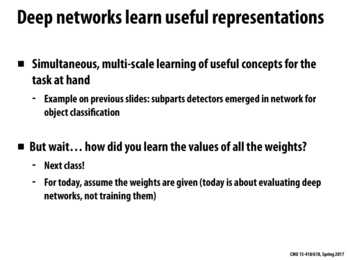 Deep networks learn useful representations
■ Simultaneous, multi-scale learning of useful concepts for the
task at hand
- Example on previous slides: subparts detectors emerged in network for
object classification
■ But wait... how did you learn the values of all the weights?
- Next class!
- For today, assume the weights are given (today is about evaluating deep
networks, not training them)
CMU 15-418/618, Spring 2017